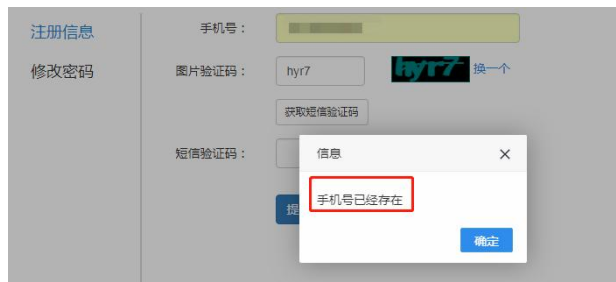 注册信息
手机号：
修改密码
图片验证码：
hyr7
hyr7
换一个
获取短信验证码
短信验证码：
信息
手机号已经存在
提
确定